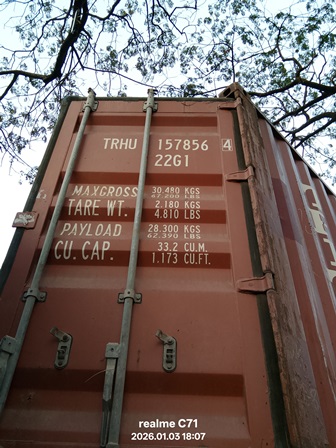 TRHU 157856 4
22G1
MAXGROSS 30.480 KGS
67.200 LBS
TARE WT. 2.180 KGS
4.810 LBS
PAYLOAD 28.300 KGS
62.390 LBS
CU. CAP. 33.2 CU.M.
1.173 CU.FT.
realme C71
2026.01.03 18:07